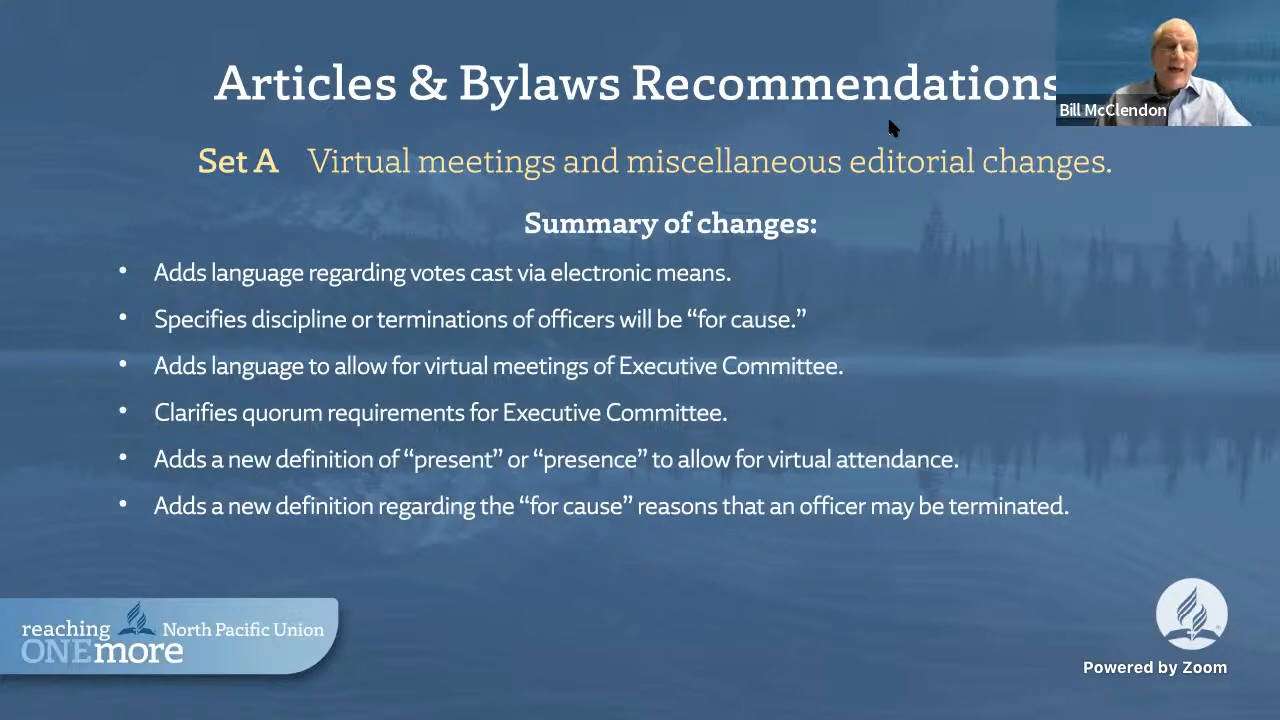 Articles & Bylaws Recommendations
Bill McClendon
Set A Virtual meetings and miscellaneous editorial changes.
Summary of changes:
• Adds language regarding votes cast via electronic means.
• Specifies discipline or terminations of officers will be “for cause.”
• Adds language to allow for virtual meetings of Executive Committee.
• Clarifies quorum requirements for Executive Committee.
• Adds a new definition of “present” or “presence” to allow for virtual attendance.
• Adds a new definition regarding the “for cause” reasons that an officer may be terminated.
reaching North Pacific Union
ONEmore
Powered by Zoom